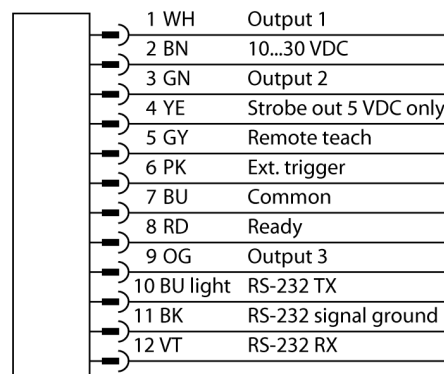 1 WH Output 1
2 BN 10...30 VDC
3 GN Output 2
4 YE Strobe out 5 VDC only
5 GY Remote teach
6 PK Ext. trigger
7 BU Common
8 RD Ready
9 OG Output 3
10 BU light RS-232 TX
11 BK RS-232 signal ground
12 VT RS-232 RX